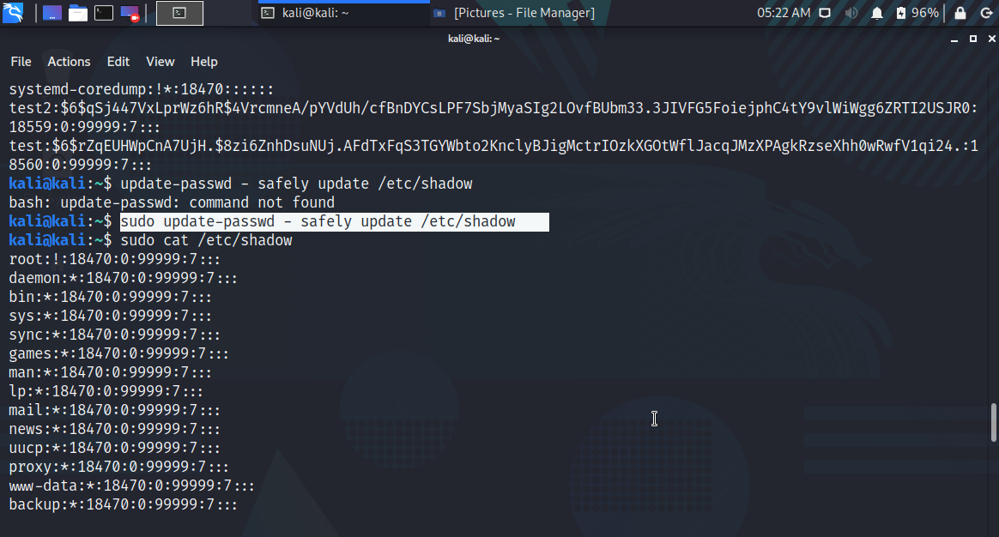 kali@kali: ~
[Pictures - File Manager]
05:22 AM
96%
kali@kali: ~
File Actions Edit View Help
systemd-coredump:!*:18470::::::
test2:$6$qSj447VxLprWz6hR$4VrcmneA/pYVdUh/cfBnDYCsLPF7SbjMyaSIg2LOvfBUbm33.3JIVFG5FoiejphC4tY9vlWiWgg6ZRTI2USJR0:
18559:0:99999:7:::
test:$6$rZqEUHWpCnA7UjH.$8zi6ZnhDsuNUj.AFdTxFqS3TGYWbto2KnclyBJigMctrIOzkXGOtWflJacqJMzXPAgkRzseXhh0wRwfV1qi24.:1
8560:0:99999:7:::
kali@kali:~$ update-passwd - safely update /etc/shadow
bash: update-passwd: command not found
kali@kali:~$ sudo update-passwd - safely update /etc/shadow
kali@kali:~$ sudo cat /etc/shadow
root:!:18470:0:99999:7:::
daemon:*:18470:0:99999:7:::
bin:*:18470:0:99999:7:::
sys:*:18470:0:99999:7:::
sync:*:18470:0:99999:7:::
games:*:18470:0:99999:7:::
man:*:18470:0:99999:7:::
lp:*:18470:0:99999:7:::
mail:*:18470:0:99999:7:::
news:*:18470:0:99999:7:::
uucp:*:18470:0:99999:7:::
proxy:*:18470:0:99999:7:::
www-data:*:18470:0:99999:7:::
backup:*:18470:0:99999:7:::